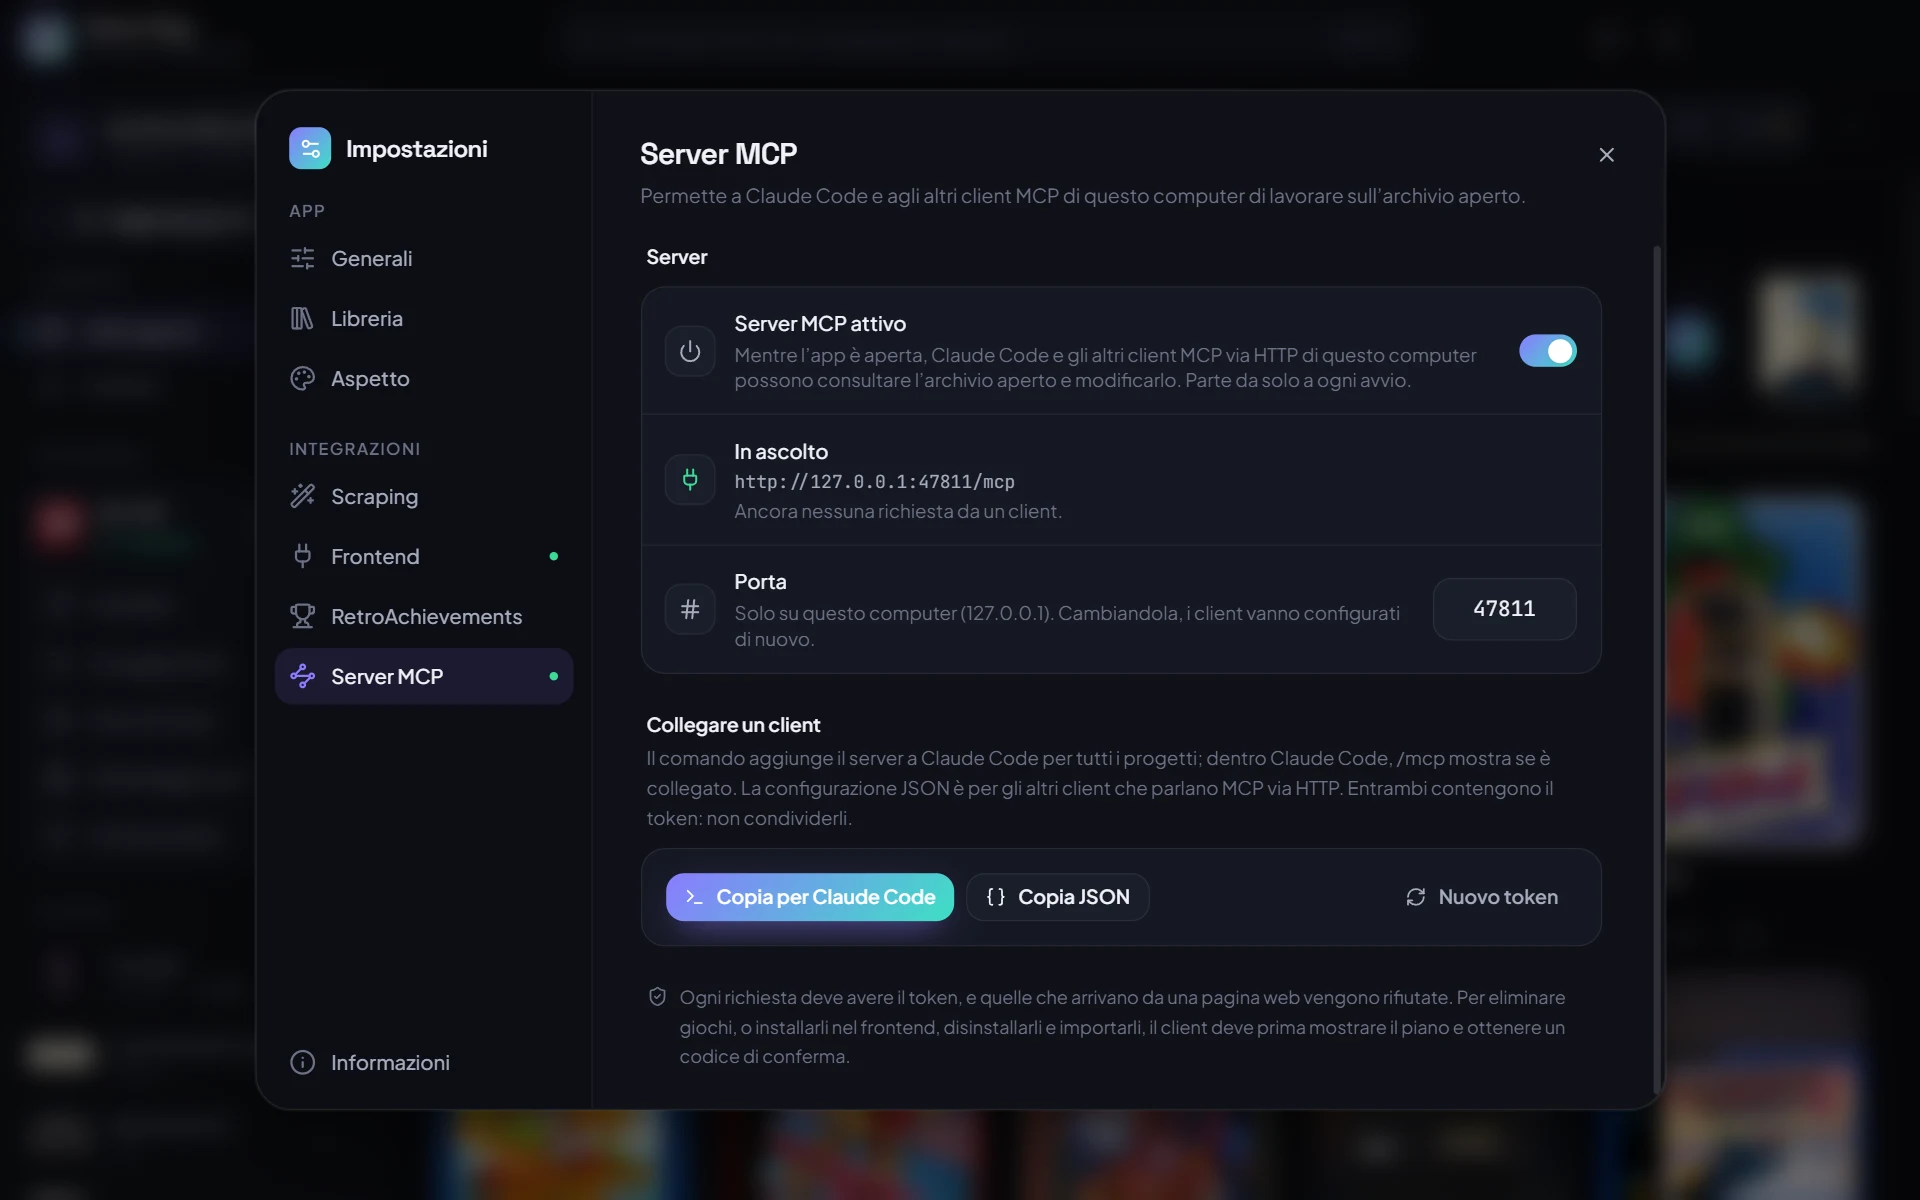 Impostazioni
APP
Generali
Libreria
Aspetto
INTEGRAZIONI
Scraping
Frontend
RetroAchievements
Server MCP
Informazioni
Server MCP
Permette a Claude Code e agli altri client MCP di questo computer di lavorare sull’archivio aperto.
Server
Server MCP attivo
Mentre l’app è aperta, Claude Code e gli altri client MCP via HTTP di questo computer
possono consultare l’archivio aperto e modificarlo. Parte da solo a ogni avvio.
In ascolto
http://127.0.0.1:47811/mcp
Ancora nessuna richiesta da un client.
Porta
Solo su questo computer (127.0.0.1). Cambiandola, i client vanno configurati
di nuovo.
47811
Collegare un client
Il comando aggiunge il server a Claude Code per tutti i progetti; dentro Claude Code, /mcp mostra se è
collegato. La configurazione JSON è per gli altri client che parlano MCP via HTTP. Entrambi contengono il
token: non condividerli.
Copia per Claude Code
Copia JSON
Nuovo token
Ogni richiesta deve avere il token, e quelle che arrivano da una pagina web vengono rifiutate. Per eliminare
giochi, o installarli nel frontend, disinstallarli e importarli, il client deve prima mostrare il piano e ottenere un
codice di conferma.